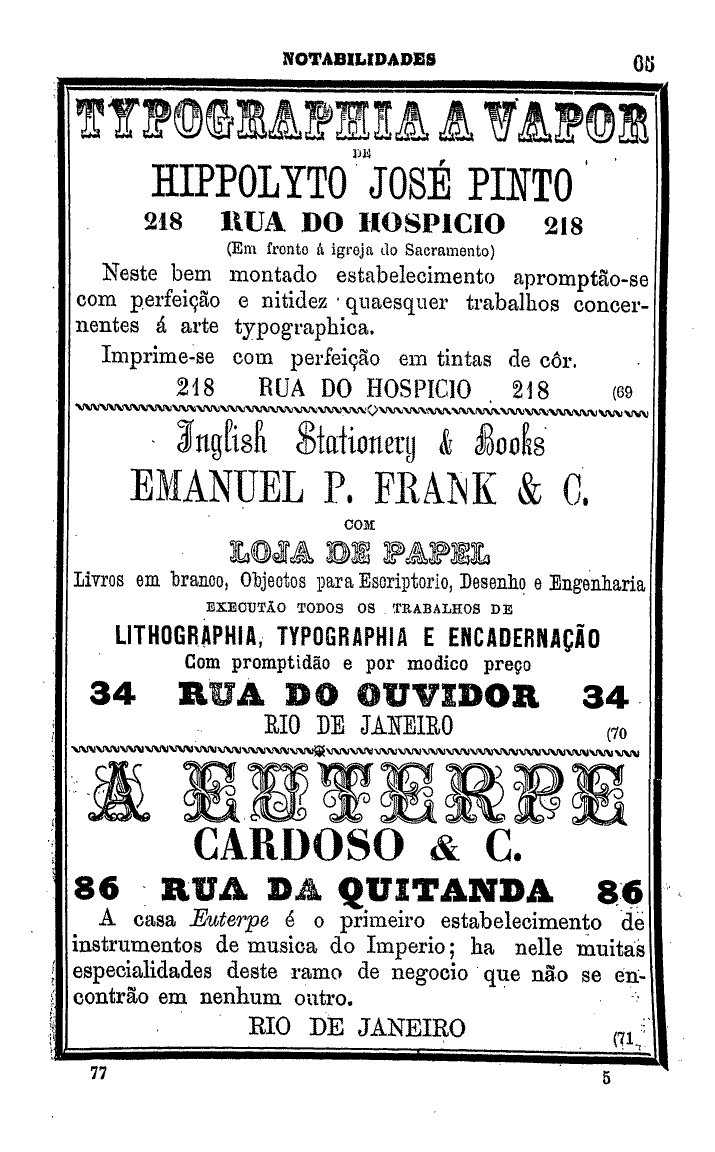 NOTABILIDADES 65
TYPOGRAPHIA A VAPOR
DE
HIPPOLYTO JOSÉ PINTO
218 RUA DO HOSPICIO 218
(Em fronto á igreja do Sacramento)
Neste bem montado estabelecimento apromptão-se
com perfeição e nitidez quaesquer trabalhos concer-
nentes á arte typographica.
Imprime-se com perfeição em tintas de côr.
218 RUA DO HOSPICIO 218 (69
Inglish Stationery & Books
EMANUEL P. FRANK & C.
COM
LOJA DE PAPEL
Livros em branco, Objectos para Escriptorio, Desenho e Engenharia
EXECUTÃO TODOS OS TRABALHOS DE
LITHOGRAPHIA, TYPOGRAPHIA E ENCADERNAÇÃO
Com promptidão e por modico preço
34 RUA DO OUVIDOR 34
RIO DE JANEIRO (70
A EUTERPE
CARDOSO & C.
86 RUA DA QUITANDA 86
A casa Euterpe é o primeiro estabelecimento de
instrumentos de musica do Imperio; ha nelle muitas
especialidades deste ramo de negocio que não se en-
contrão em nenhum outro.
RIO DE JANEIRO (71
77 5